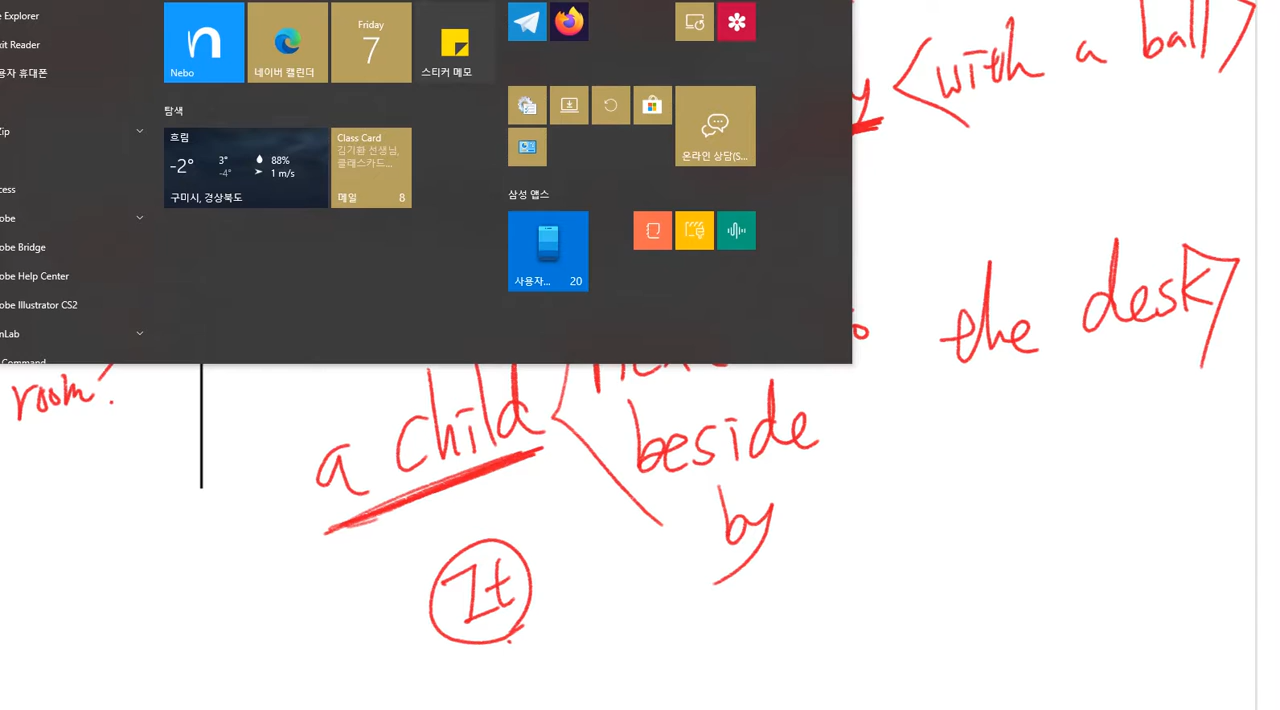 e Explorer
xit Reader
용자 휴대폰
Zip
cess
obe
obe Bridge
obe Help Center
obe Illustrator CS2
nLab
Command
Nebo
네이버 캘린더
Friday
7
스티커 메모
탐색
흐림
-2°
3°
-4°
88%
1 m/s
구미시, 경상북도
Class Card
김기환 선생님,
클래스카드...
메일 8
온라인 상담(S...
삼성 앱스
사용자... 20
with a ball
the desk
room?
a child
beside
by
It